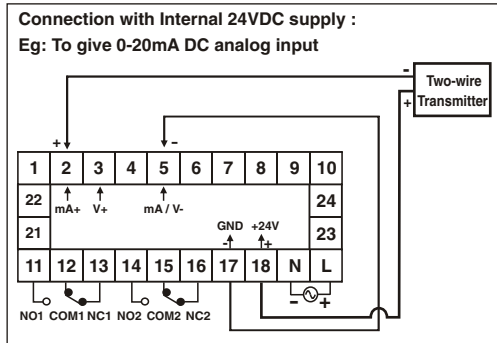 Connection with Internal 24VDC supply :
Eg: To give 0-20mA DC analog input
- Two-wire
+ Transmitter
+ -
1 2 3 4 5 6 7 8 9 10
22 mA+ V+ mA / V- 24
21 GND +24V 23
- +
11 12 13 14 15 16 17 18 N L
- +
NO1 COM1 NC1 NO2 COM2 NC2